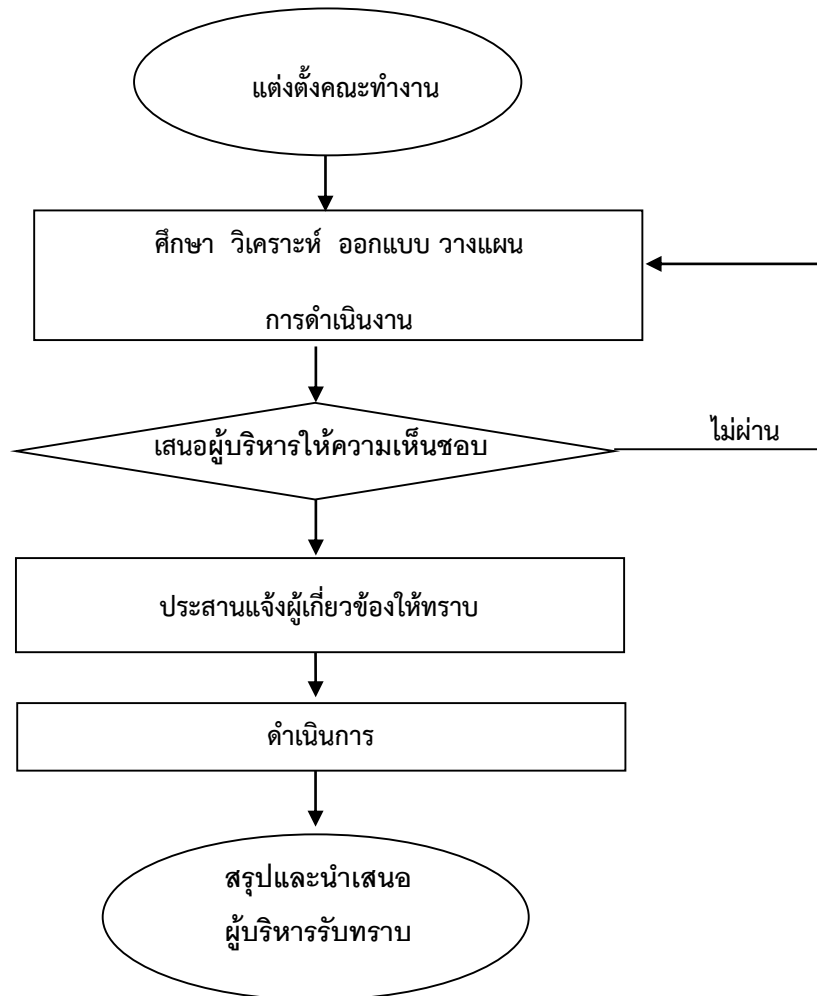 แต่งตั้งคณะทำงาน
ศึกษา วิเคราะห์ ออกแบบ วางแผน
การดำเนินงาน
เสนอผู้บริหารให้ความเห็นชอบ
ไม่ผ่าน
ประสานแจ้งผู้เกี่ยวข้องให้ทราบ
ดำเนินการ
สรุปและนำเสนอ
ผู้บริหารรับทราบ